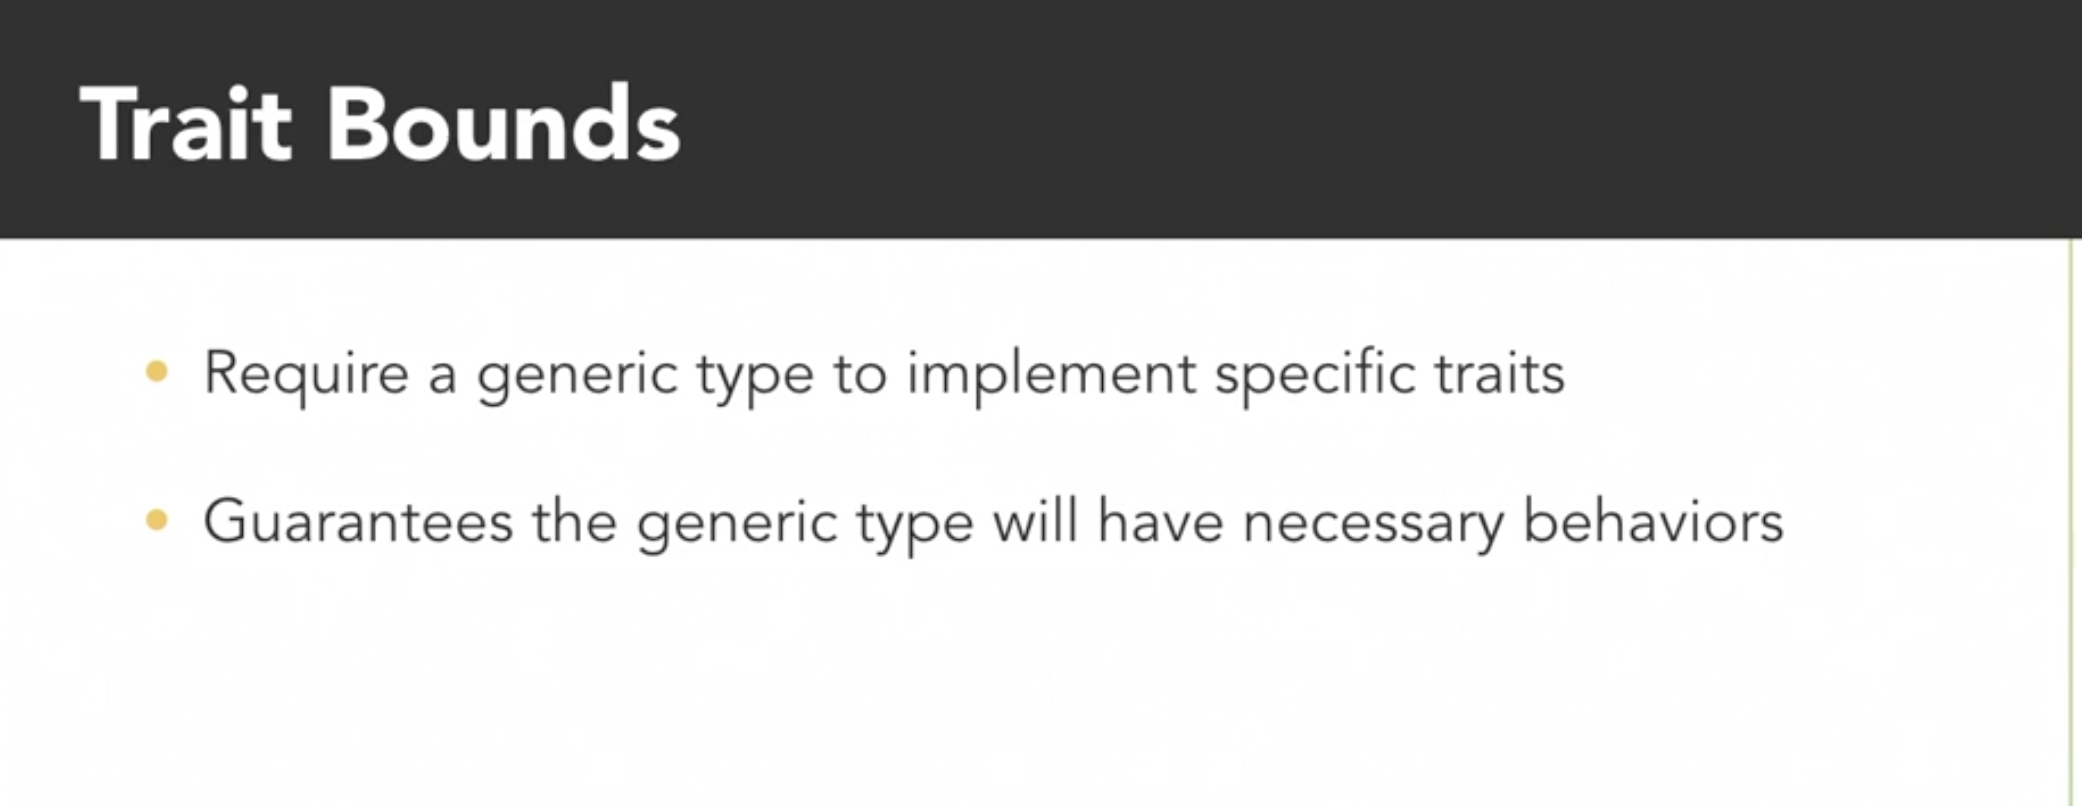 Trait Bounds
Require a generic type to implement specific traits
Guarantees the generic type will have necessary behaviors